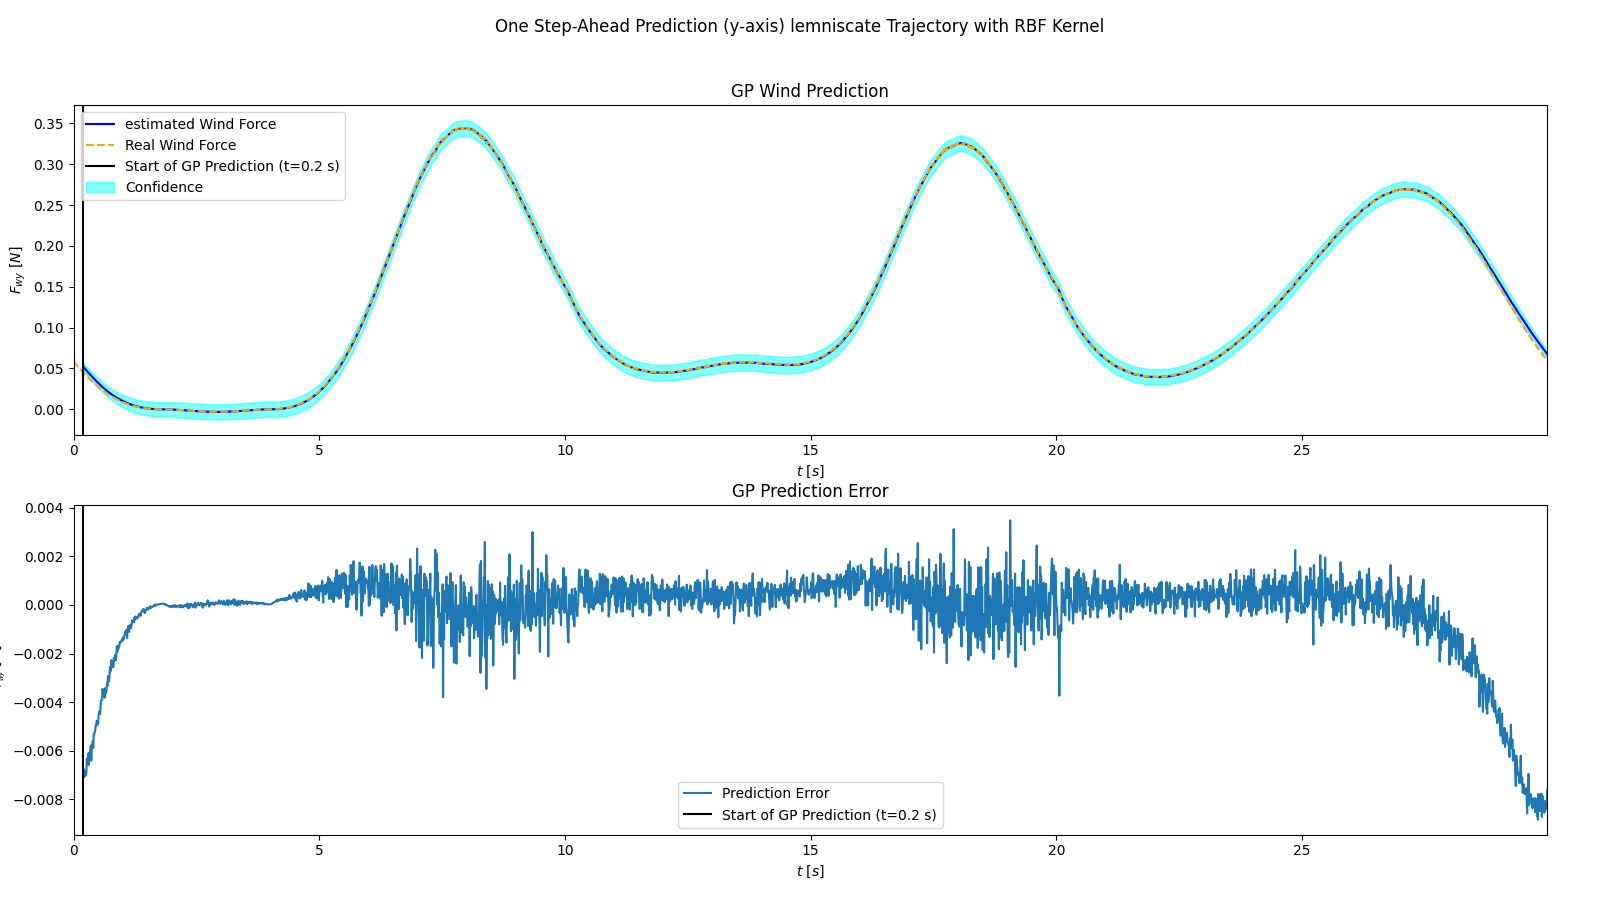 One Step-Ahead Prediction (y-axis) lemniscate Trajectory with RBF Kernel
GP Wind Prediction
estimated Wind Force
Real Wind Force
Start of GP Prediction (t=0.2 s)
Confidence
0.35
0.30
0.25
0.20
0.15
0.10
0.05
0.00
F_wy [N]
0 5 10 15 20 25
t [s]
GP Prediction Error
0.004
0.002
0.000
−0.002
−0.004
−0.006
−0.008
Prediction Error
Start of GP Prediction (t=0.2 s)
0 5 10 15 20 25
t [s]